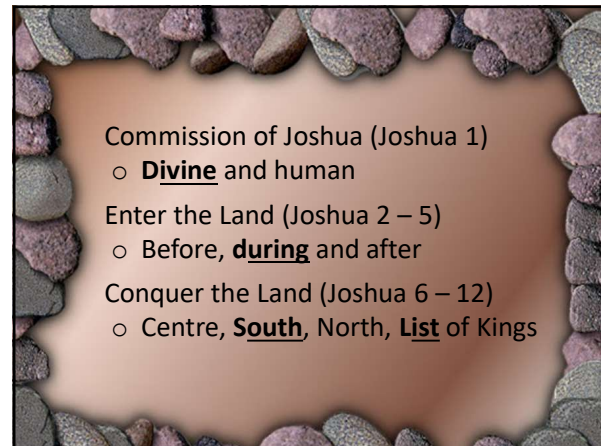 Commission of Joshua (Joshua 1)
o Divine and human
Enter the Land (Joshua 2 – 5)
o Before, during and after
Conquer the Land (Joshua 6 – 12)
o Centre, South, North, List of Kings